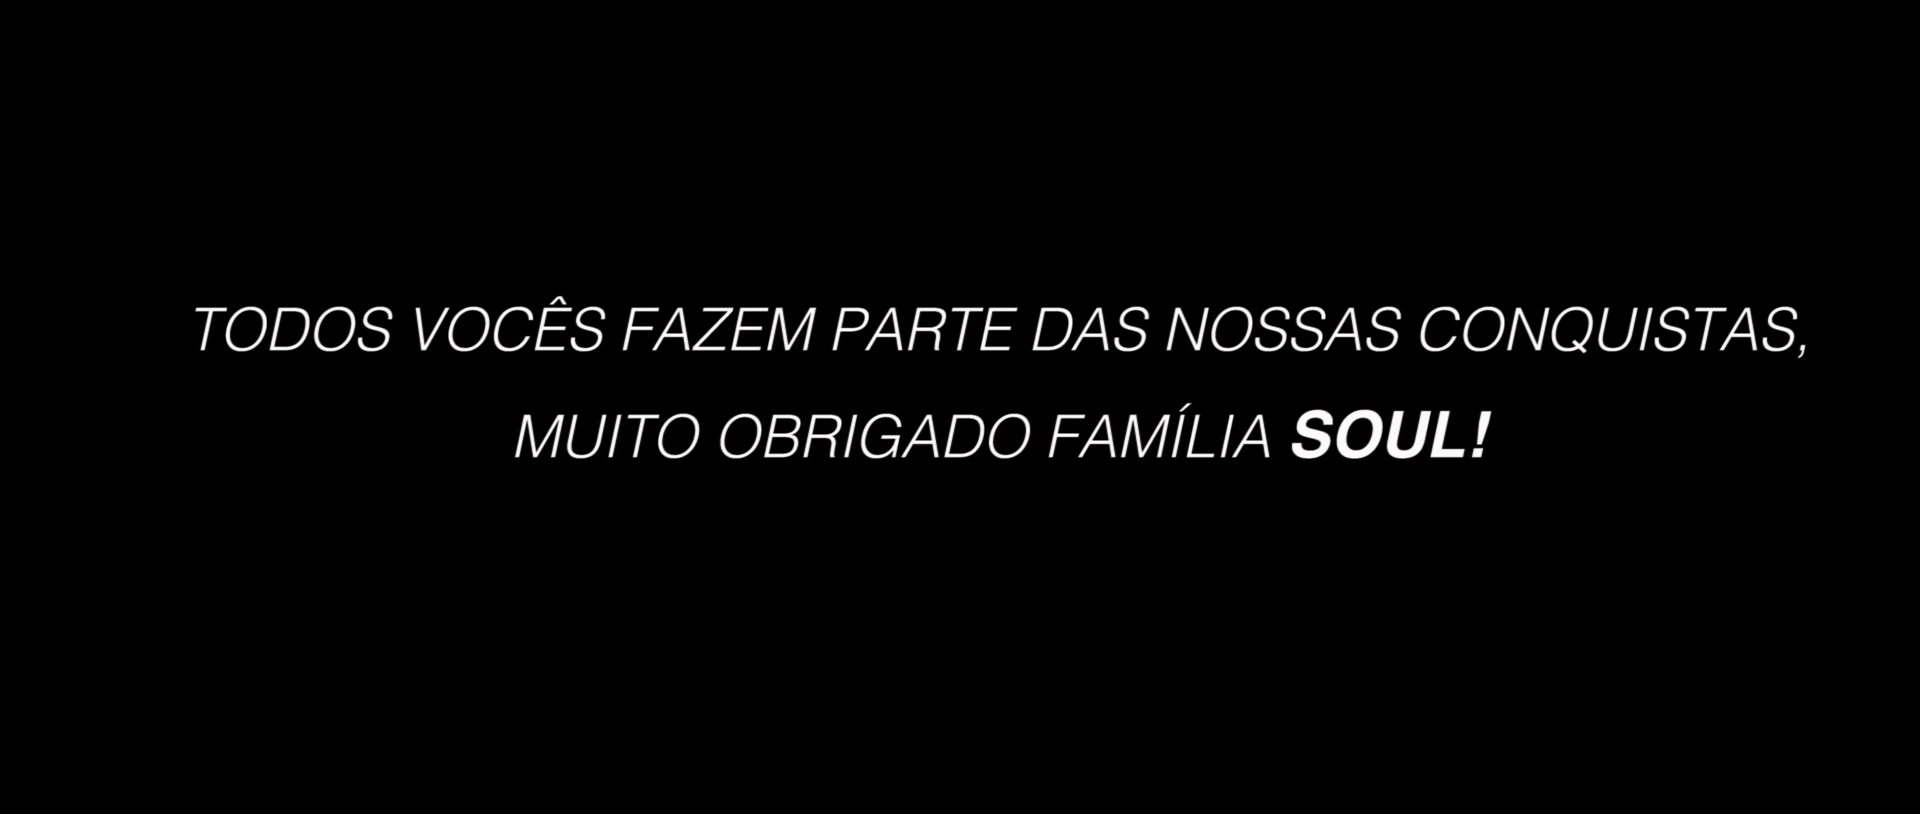 TODOS VOCÊS FAZEM PARTE DAS NOSSAS CONQUISTAS,
MUITO OBRIGADO FAMÍLIA SOUL!